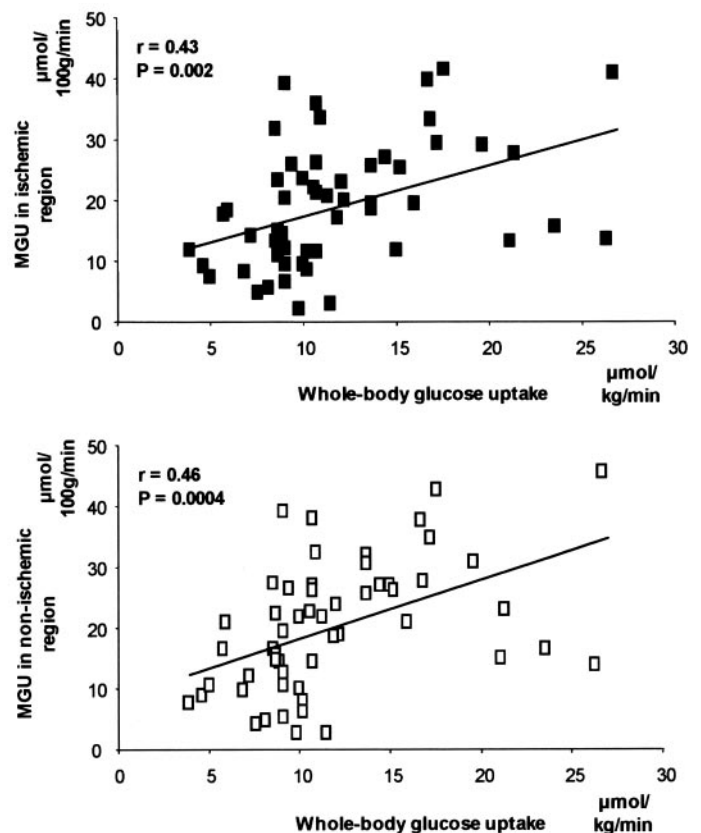 µmol/
100g/min
50
40
30
20
10
0
r = 0.43
P = 0.002
MGU in ischemic
region
0 5 10 15 20 25 30
Whole-body glucose uptake
µmol/
kg/min
µmol/
100g/min
50
40
30
20
10
0
r = 0.46
P = 0.0004
MGU in non-ischemic
region
0 5 10 15 20 25 30
Whole-body glucose uptake
µmol/
kg/min